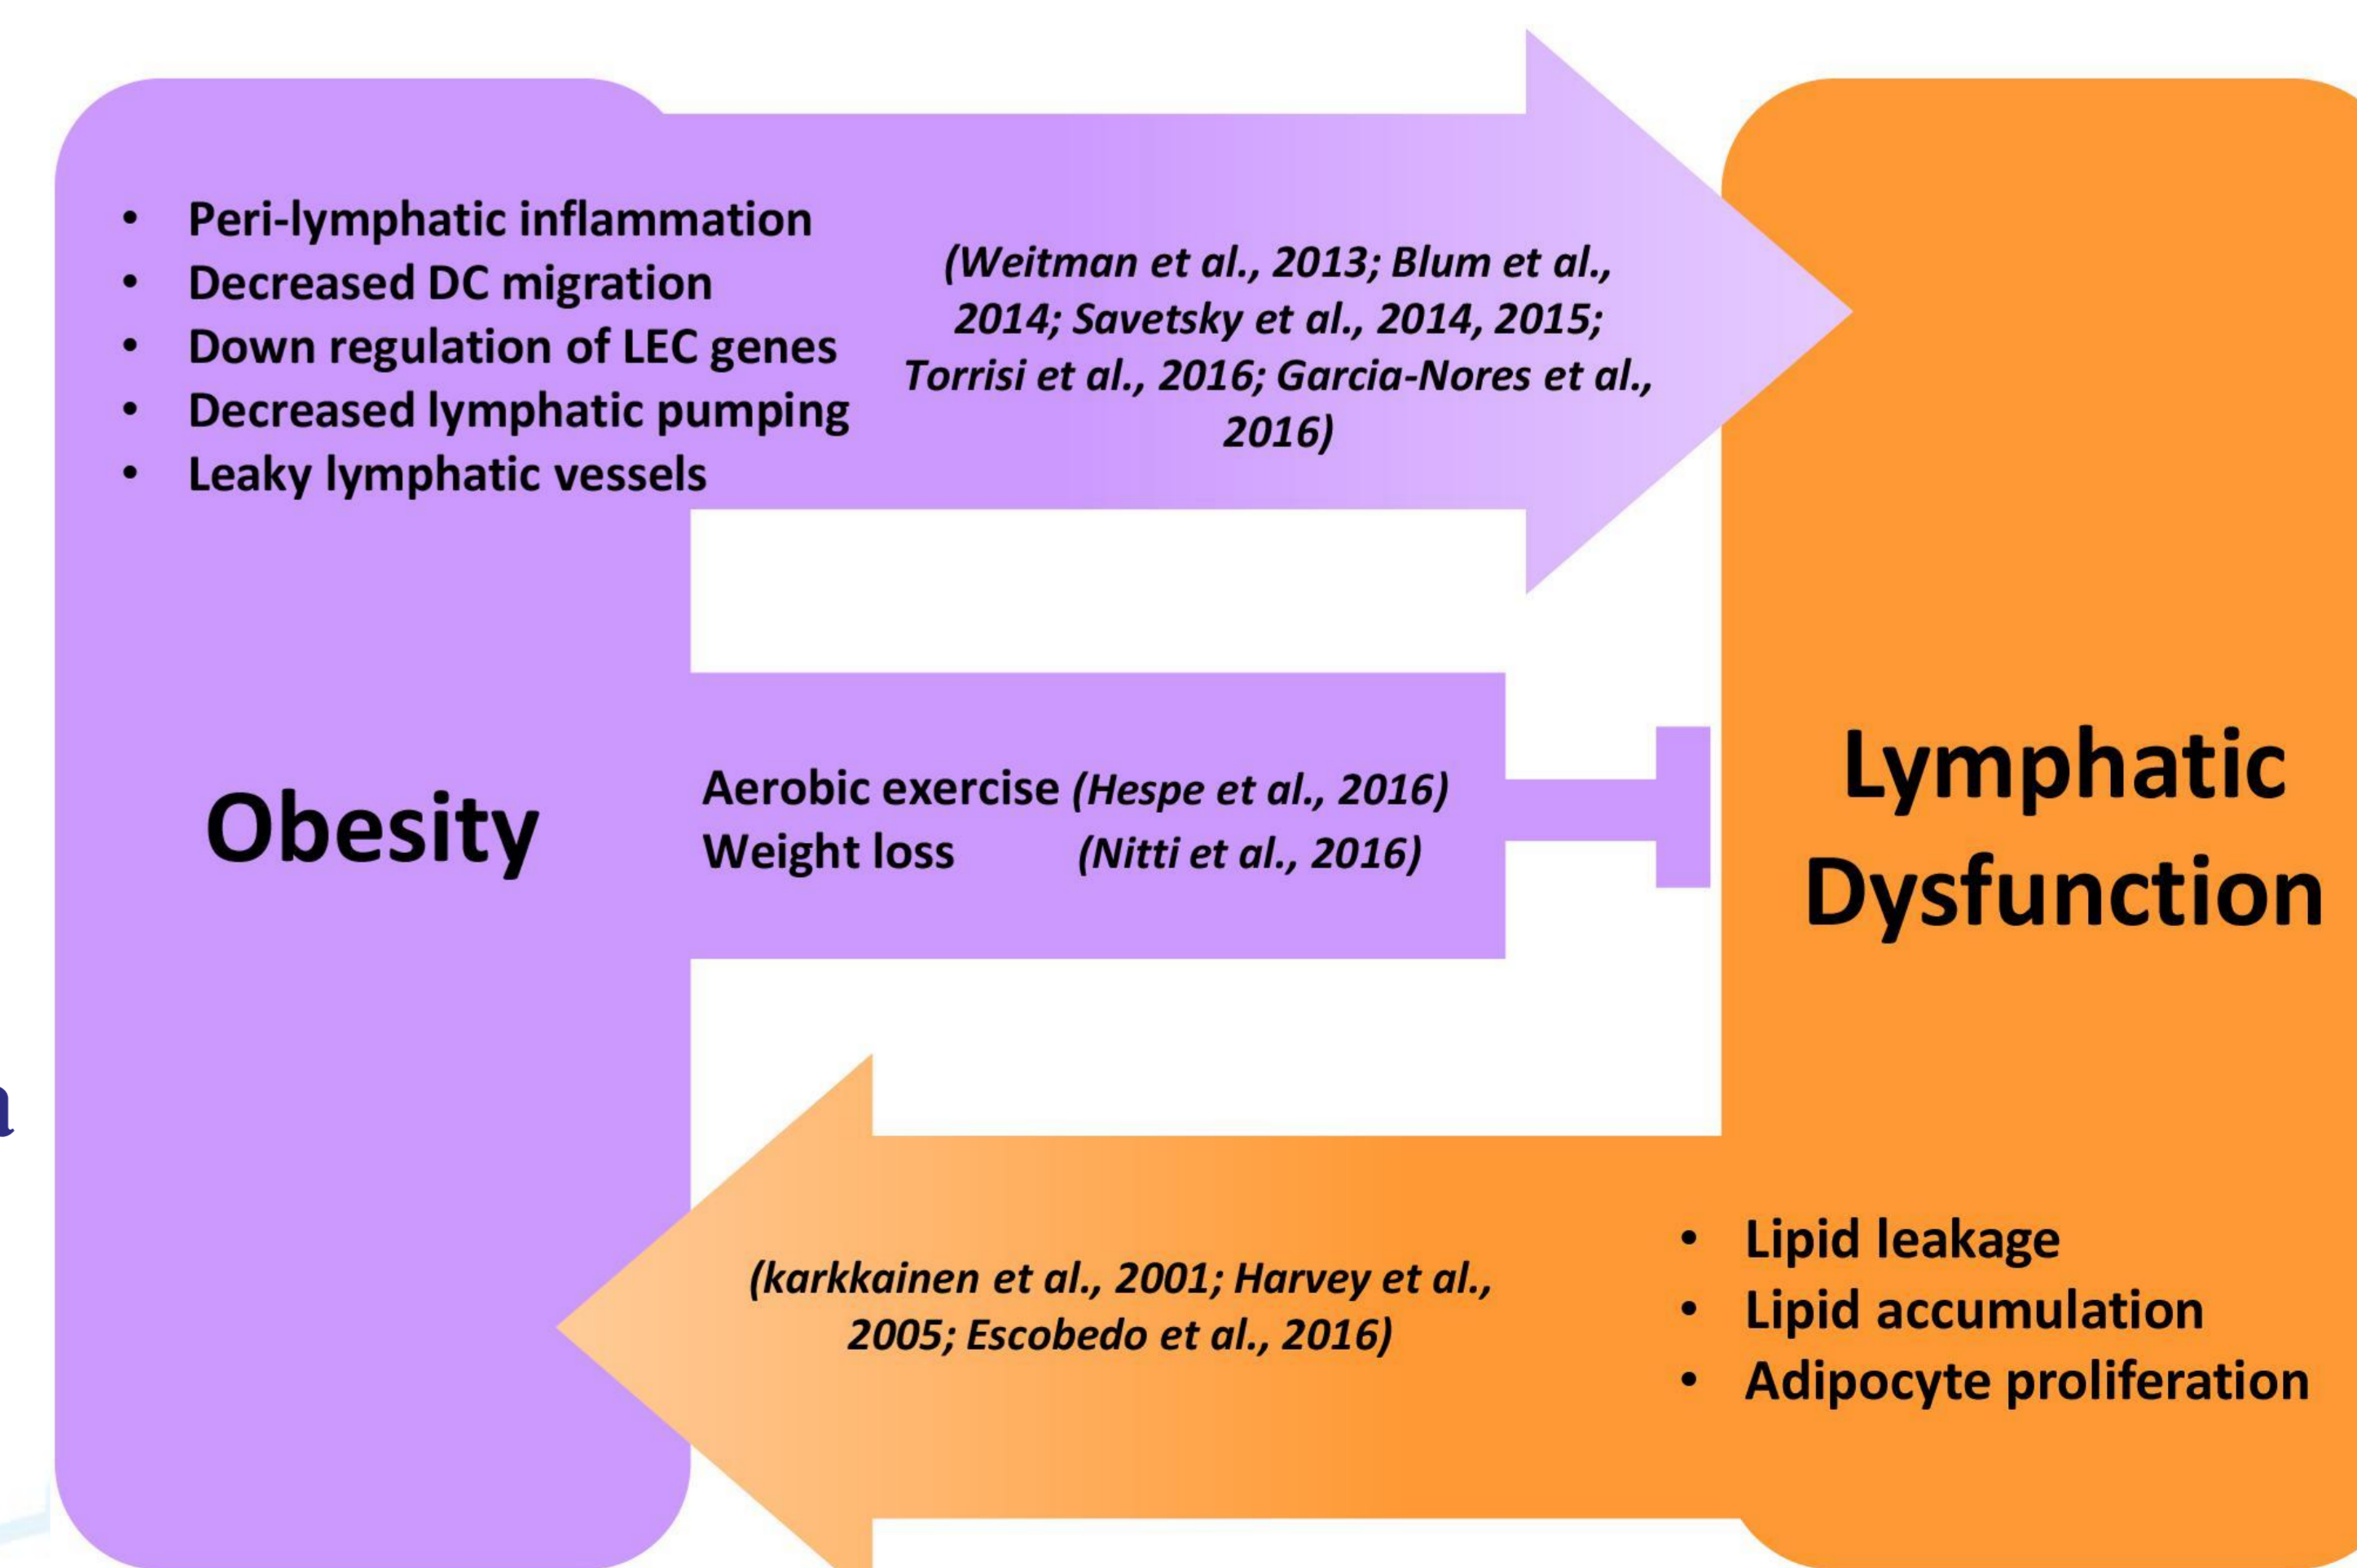 • Peri-lymphatic inflammation
• Decreased DC migration
• Down regulation of LEC genes
• Decreased lymphatic pumping
• Leaky lymphatic vessels
(Weitman et al., 2013; Blum et al.,
2014; Savetsky et al., 2014, 2015;
Torrisi et al., 2016; Garcia-Nores et al.,
2016)
Obesity
Aerobic exercise (Hespe et al., 2016)
Weight loss (Nitti et al., 2016)
Lymphatic
Dysfunction
a
(karkkainen et al., 2001; Harvey et al.,
2005; Escobedo et al., 2016)
• Lipid leakage
• Lipid accumulation
• Adipocyte proliferation